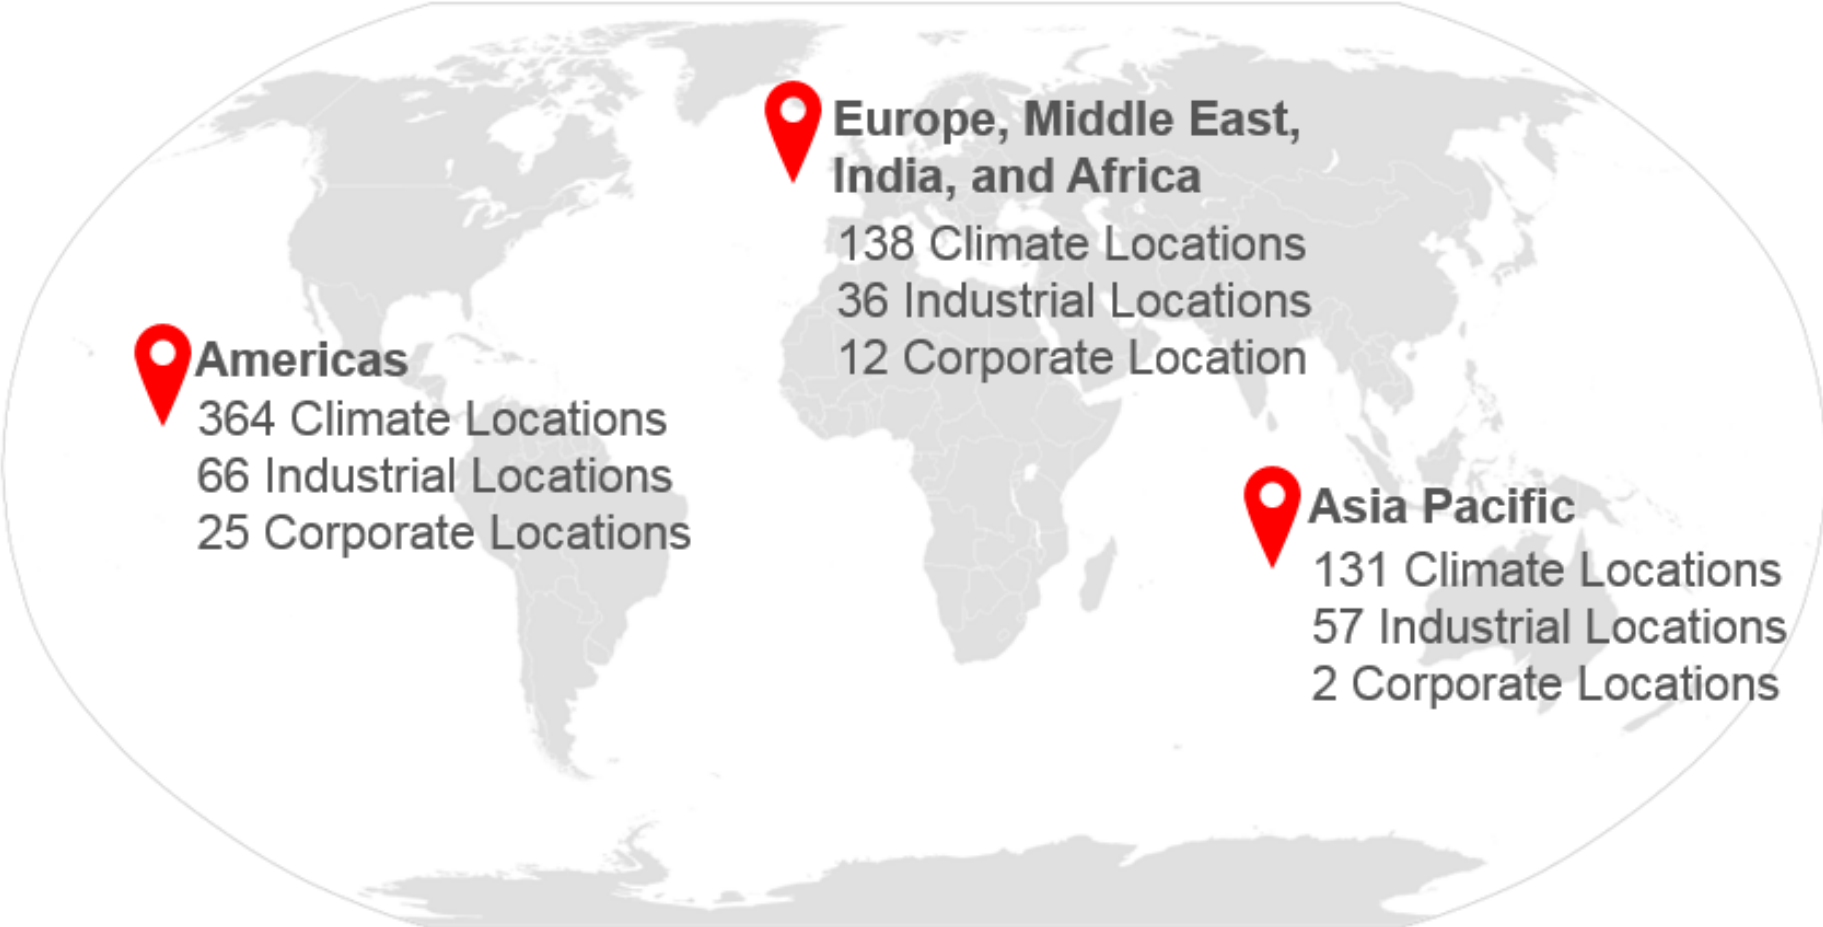 Europe, Middle East,
India, and Africa
138 Climate Locations
36 Industrial Locations
12 Corporate Location
Americas
364 Climate Locations
66 Industrial Locations
25 Corporate Locations
Asia Pacific
131 Climate Locations
57 Industrial Locations
2 Corporate Locations